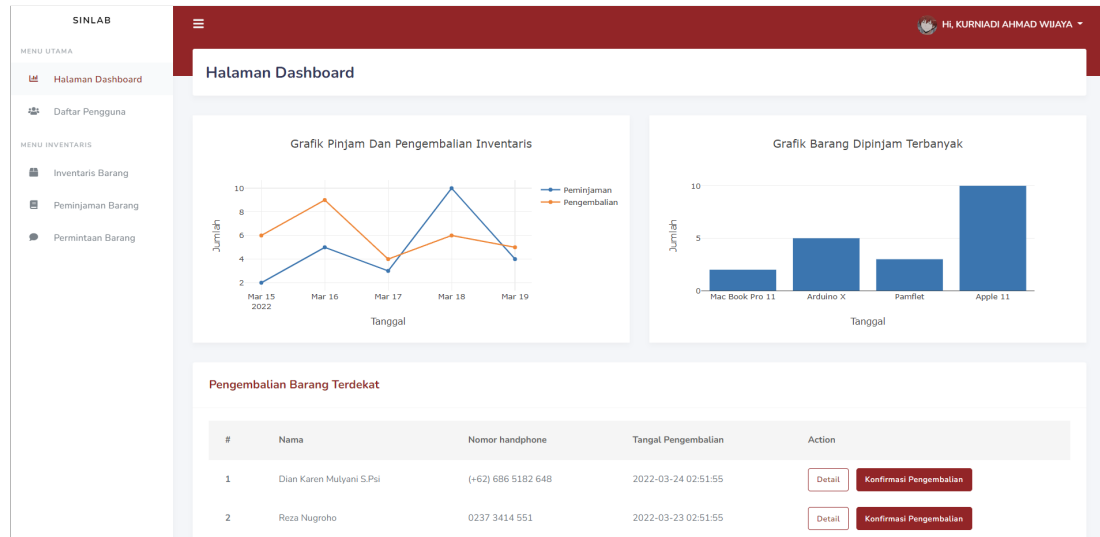 SINLAB
Hi, KURNIADI AHMAD WIJAYA
MENU UTAMA
Halaman Dashboard
Daftar Pengguna
MENU INVENTARIS
Inventaris Barang
Peminjaman Barang
Permintaan Barang
Halaman Dashboard
Grafik Pinjam Dan Pengembalian Inventaris
10
8
6
4
2
Jumlah
Mar 15 Mar 16 Mar 17 Mar 18 Mar 19
2022
Tanggal
Peminjaman
Pengembalian
Grafik Barang Dipinjam Terbanyak
10
5
0
Jumlah
Mac Book Pro 11 Arduino X Pamflet Apple 11
Tanggal
Pengembalian Barang Terdekat
# Nama Nomor handphone Tangal Pengembalian Action
1 Dian Karen Mulyani S.Psi (+62) 686 5182 648 2022-03-24 02:51:55 Detail Konfirmasi Pengembalian
2 Reza Nugroho 0237 3414 551 2022-03-23 02:51:55 Detail Konfirmasi Pengembalian